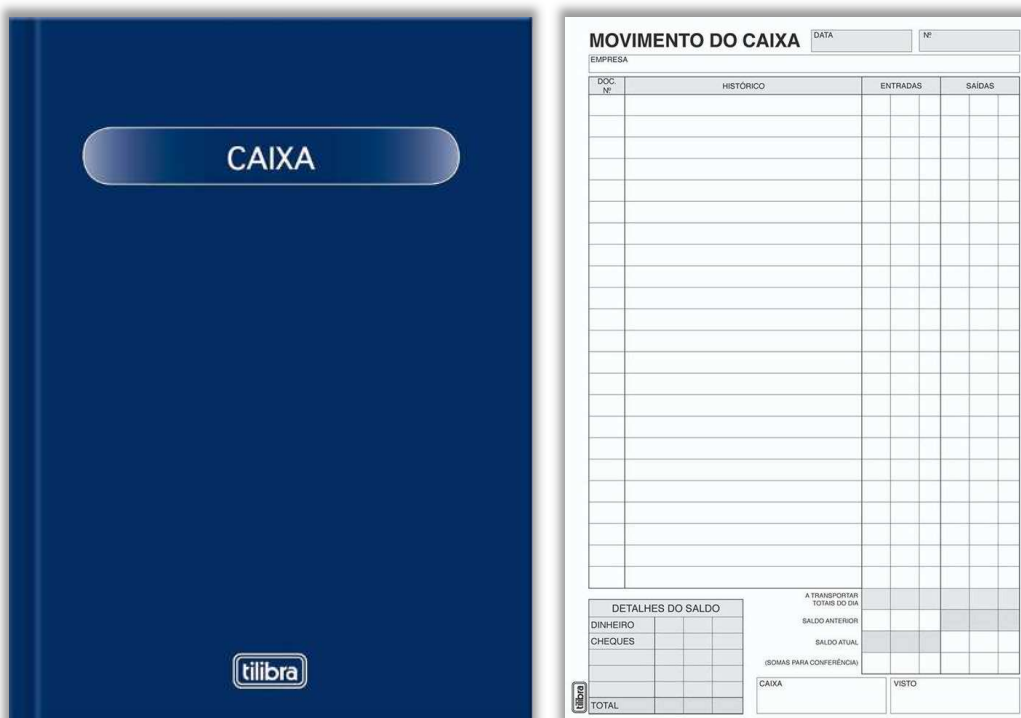 CAIXA
tilibra
MOVIMENTO DO CAIXA
DATA
Nº
EMPRESA
DOC.
Nº
HISTÓRICO
ENTRADAS
SAÍDAS
A TRANSPORTAR
TOTAIS DO DIA
SALDO ANTERIOR
SALDO ATUAL
(SOMAS PARA CONFERÊNCIA)
DETALHES DO SALDO
DINHEIRO
CHEQUES
TOTAL
CAIXA
VISTO
tilibra